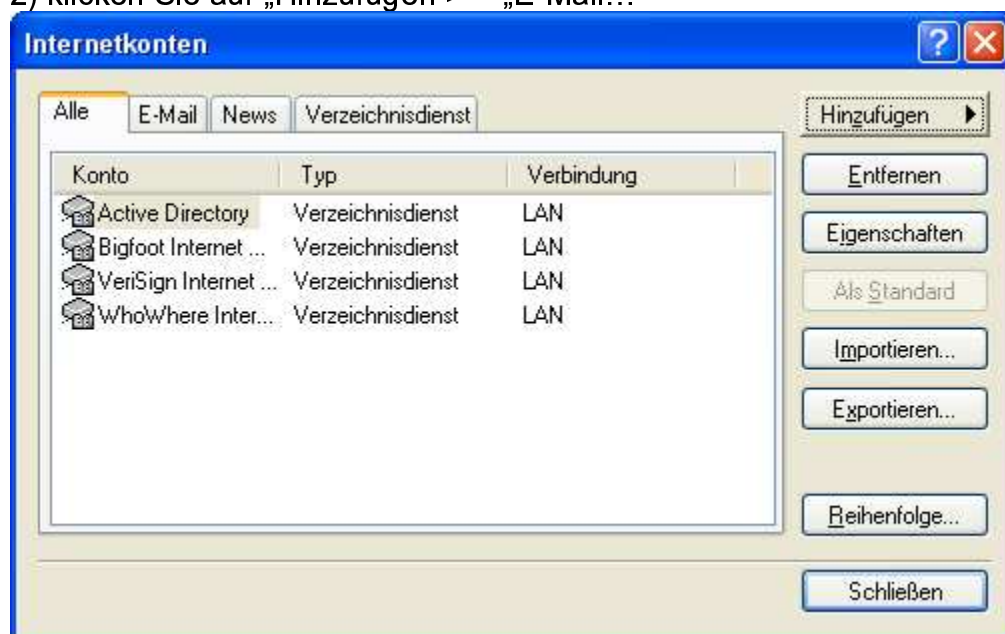 2) klicken Sie auf „Hinzufügen > " „E-Mail...
Internetkonten
Alle E-Mail News Verzeichnisdienst
Hinzufügen
Konto Typ Verbindung
Entfernen
Active Directory Verzeichnisdienst LAN
Bigfoot Internet ... Verzeichnisdienst LAN
Eigenschaften
VeriSign Internet ... Verzeichnisdienst LAN
Als Standard
WhoWhere Inter... Verzeichnisdienst LAN
Importieren...
Exportieren...
Reihenfolge...
Schließen